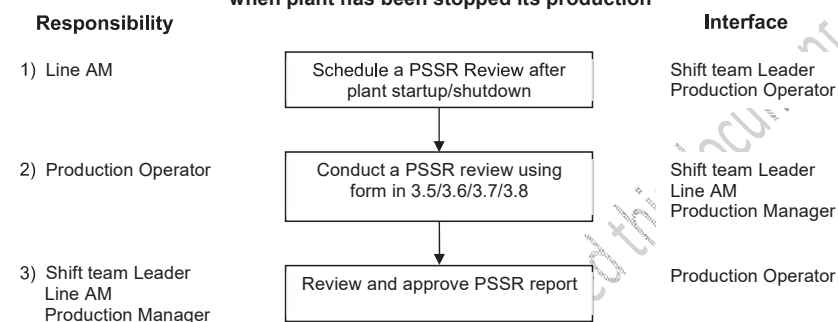 when plant has been stopped its production
Responsibility
Interface
1) Line AM
Schedule a PSSR Review after
plant startup/shutdown
Shift team Leader
Production Operator
2) Production Operator
Conduct a PSSR review using
form in 3.5/3.6/3.7/3.8
Shift team Leader
Line AM
Production Manager
3) Shift team Leader
Line AM
Production Manager
Review and approve PSSR report
Production Operator